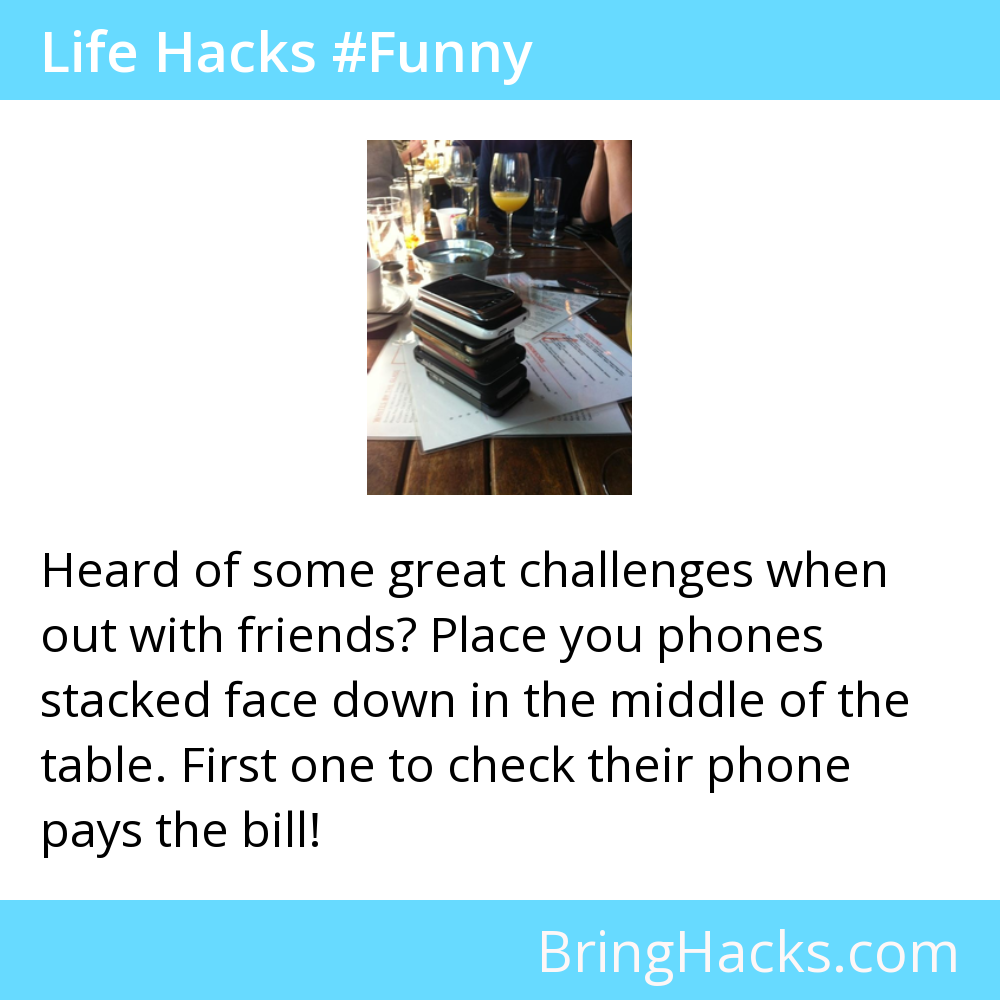 Life Hacks #Funny
Heard of some great challenges when
out with friends? Place you phones
stacked face down in the middle of the
table. First one to check their phone
pays the bill!
BringHacks.com